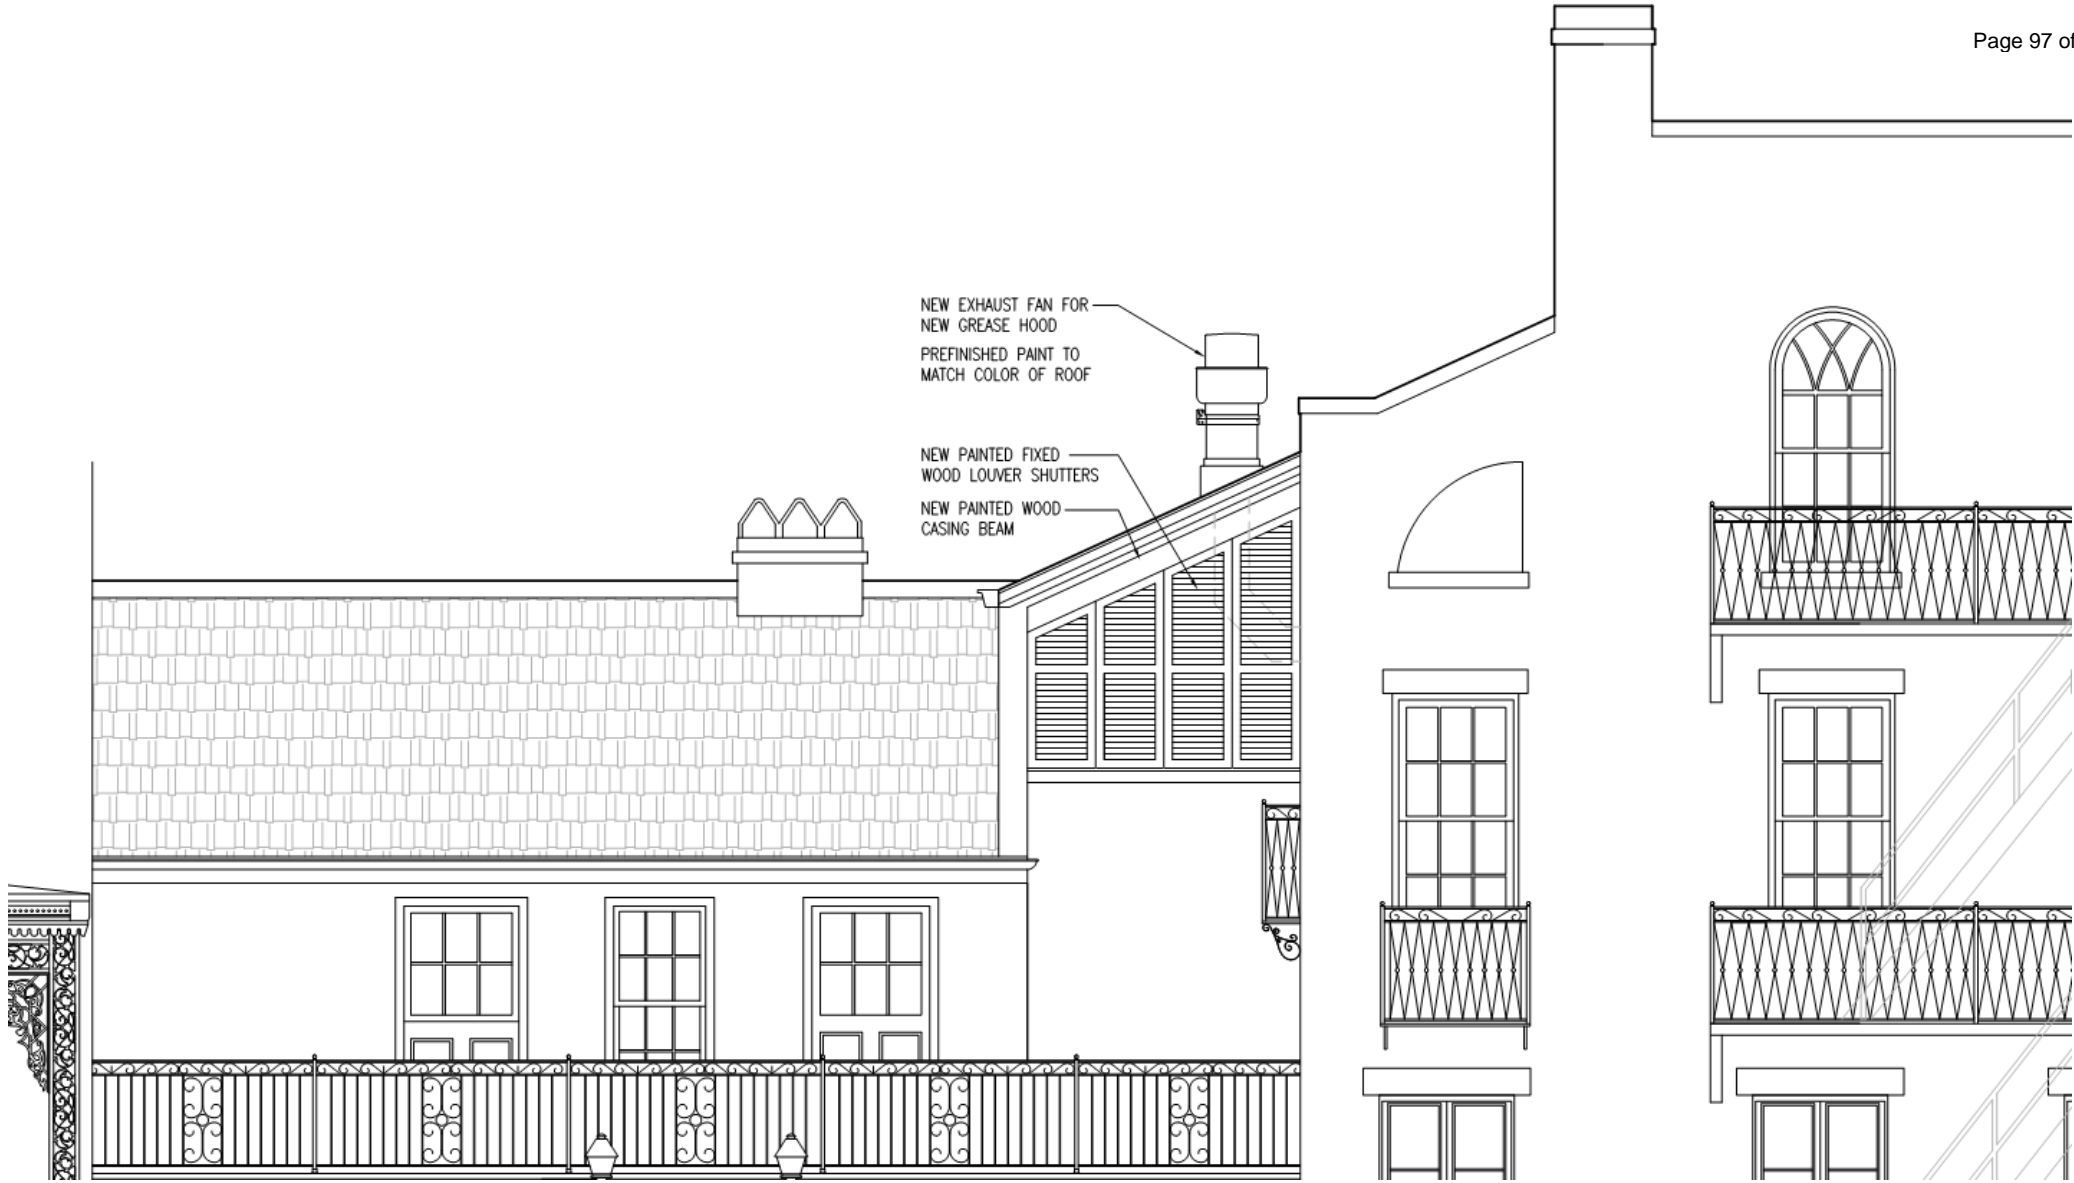 Page 97 of
NEW EXHAUST FAN FOR
NEW GREASE HOOD
PREFINISHED PAINT TO
MATCH COLOR OF ROOF
NEW PAINTED FIXED
WOOD LOUVER SHUTTERS
NEW PAINTED WOOD
CASING BEAM